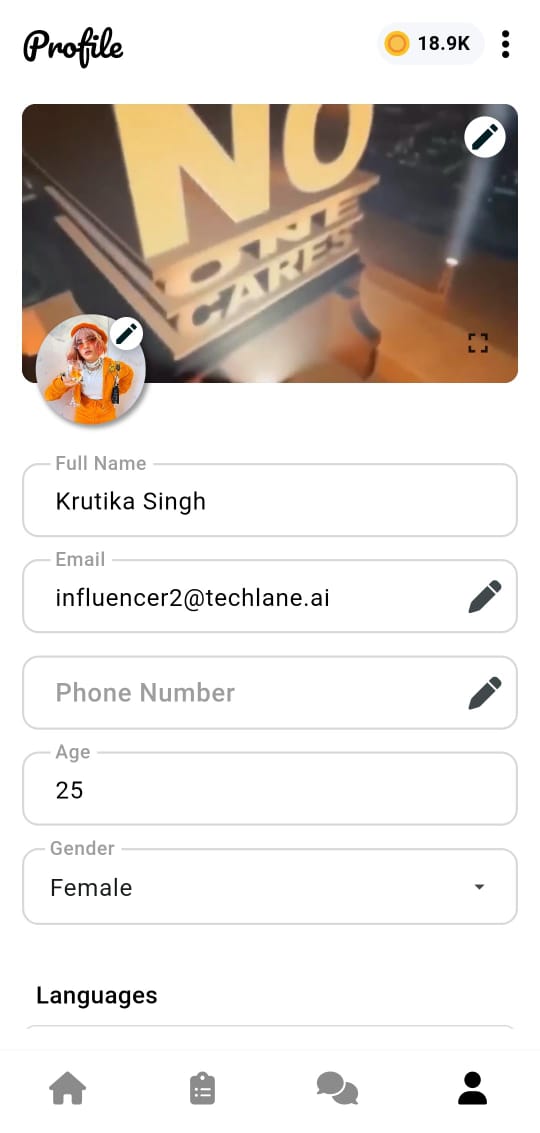 Profile
18.9K
NO
ONE
CARES
Full Name
Krutika Singh
Email
influencer2@techlane.ai
Phone Number
Age
25
Gender
Female
Languages